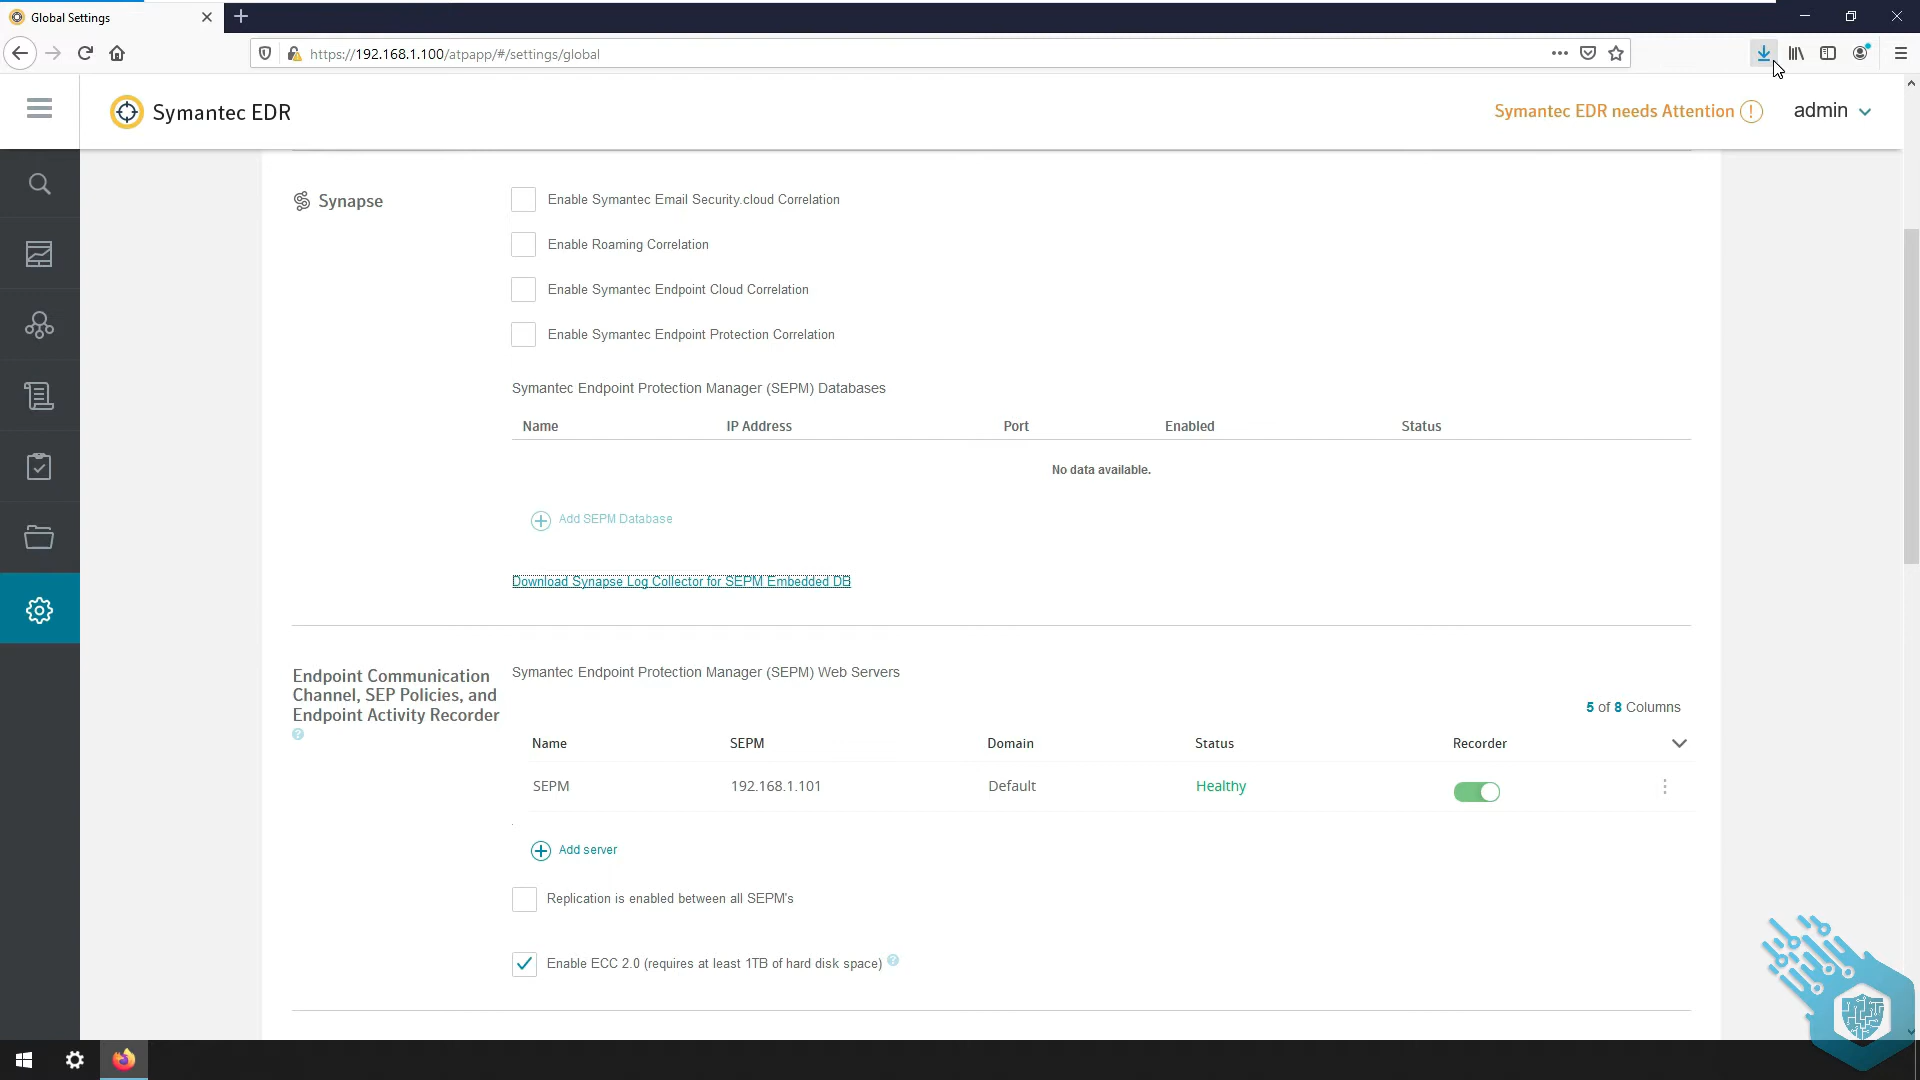 Global Settings
https://192.168.1.100/atpapp/#/settings/global
Symantec EDR
Symantec EDR needs Attention
admin
Synapse
Enable Symantec Email Security.cloud Correlation
Enable Roaming Correlation
Enable Symantec Endpoint Cloud Correlation
Enable Symantec Endpoint Protection Correlation
Symantec Endpoint Protection Manager (SEPM) Databases
Name IP Address Port Enabled Status
No data available.
Add SEPM Database
Download Synapse Log Collector for SEPM Embedded DB
Endpoint Communication
Channel, SEP Policies, and
Endpoint Activity Recorder
?
Symantec Endpoint Protection Manager (SEPM) Web Servers
5 of 8 Columns
Name SEPM Domain Status Recorder
SEPM 192.168.1.101 Default Healthy
Add server
Replication is enabled between all SEPM's
Enable ECC 2.0 (requires at least 1TB of hard disk space) ?